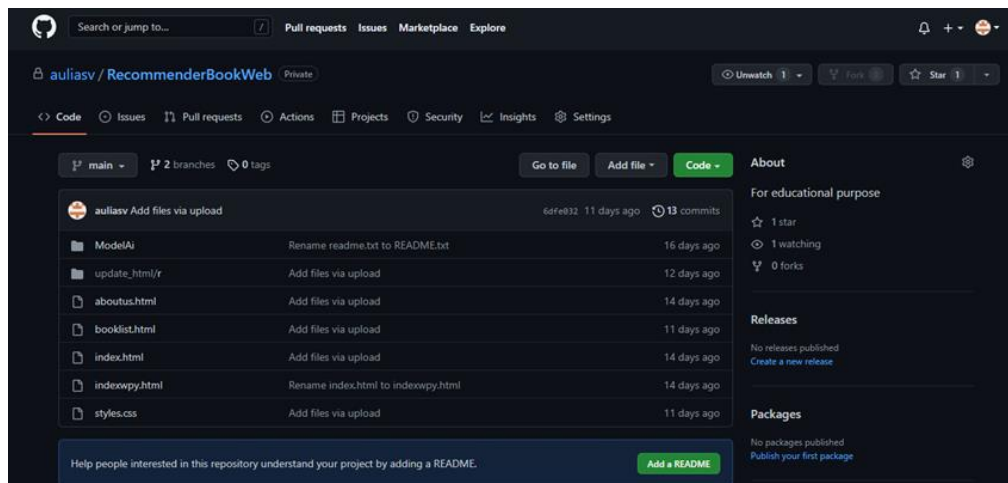 Search or jump to... /
Pull requests Issues Marketplace Explore
auliasv / RecommenderBookWeb Private
Unwatch 1
Fork
Star 1
Code Issues Pull requests Actions Projects Security Insights Settings
main 2 branches 0 tags
Go to file Add file Code
auliasv Add files via upload 6dfe032 11 days ago 13 commits
ModelAi Rename readme.txt to README.txt 16 days ago
update_html/r Add files via upload 12 days ago
aboutus.html Add files via upload 14 days ago
booklist.html Add files via upload 11 days ago
index.html Add files via upload 14 days ago
indexwpy.html Rename index.html to indexwpy.html 14 days ago
styles.css Add files via upload 11 days ago
Help people interested in this repository understand your project by adding a README. Add a README
About
For educational purpose
1 star
1 watching
0 forks
Releases
No releases published
Create a new release
Packages
No packages published
Publish your first package